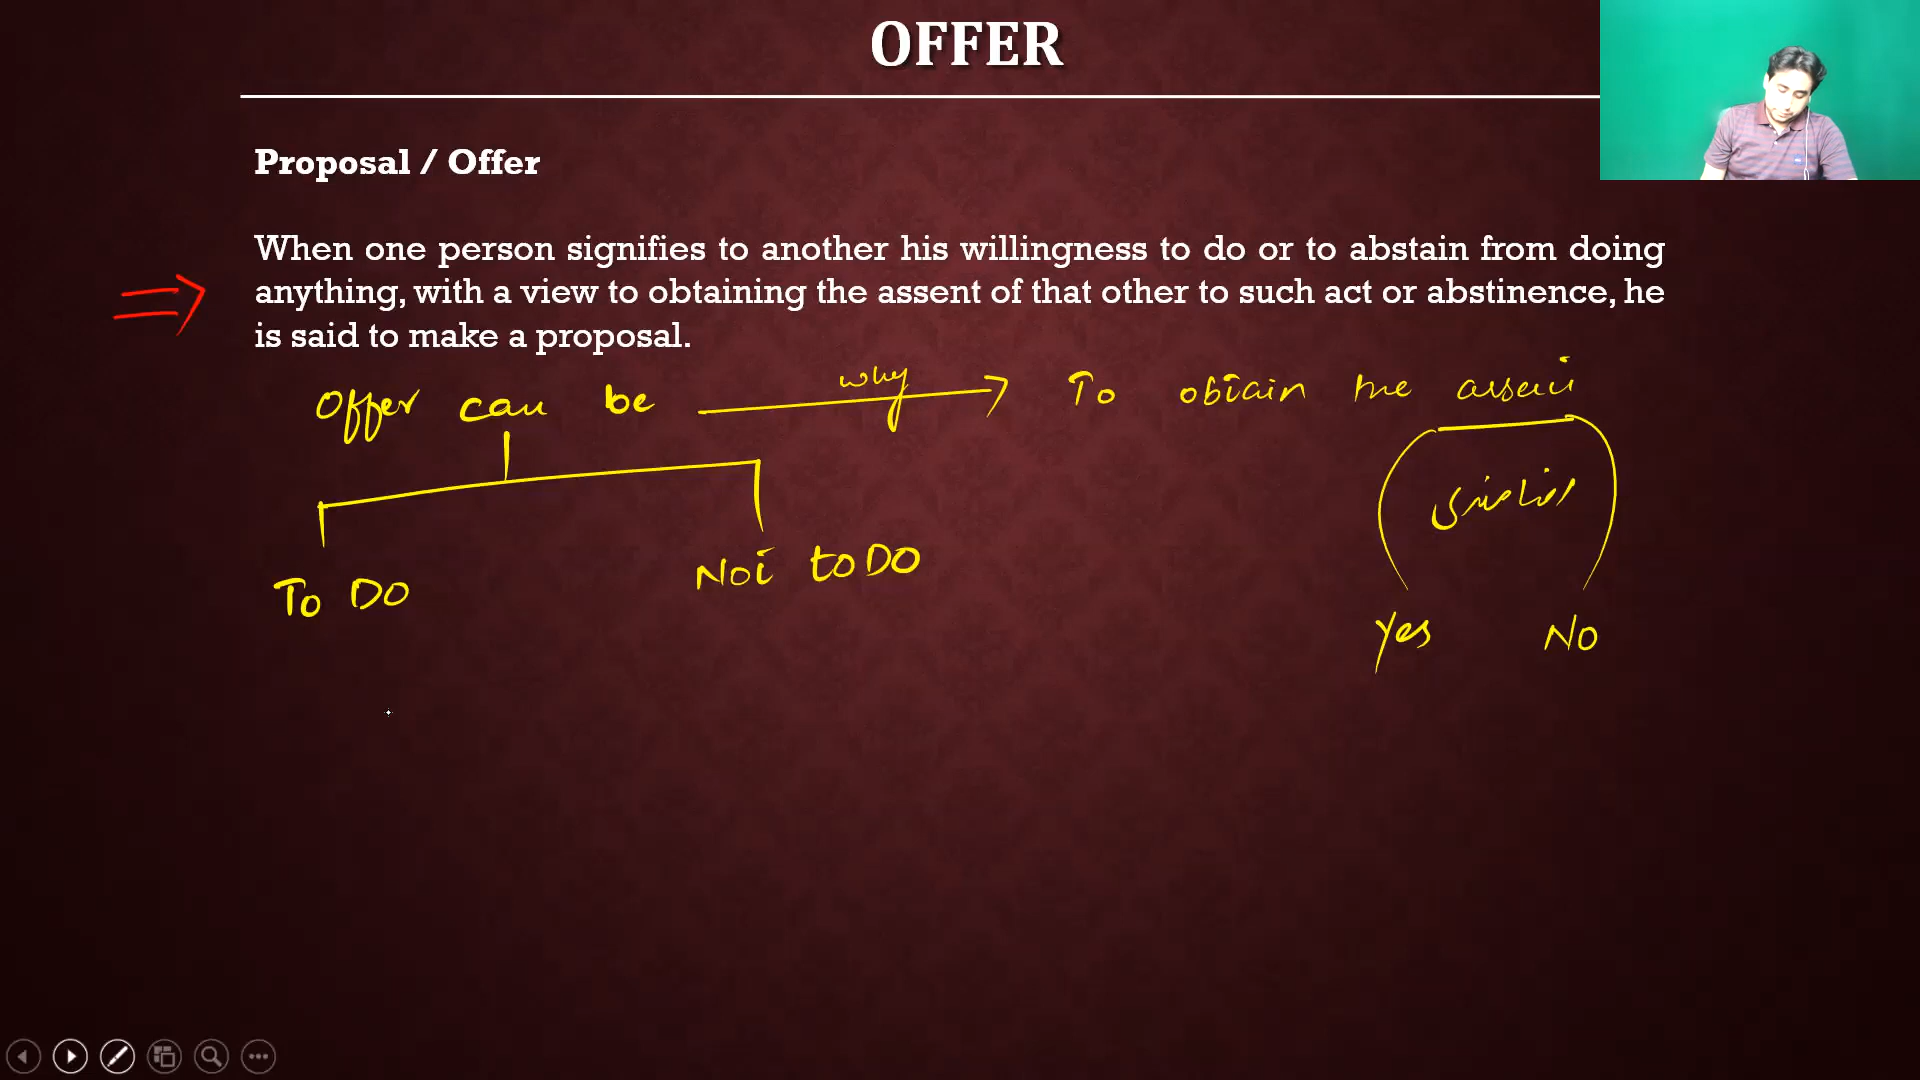 OFFER
Proposal / Offer
When one person signifies to another his willingness to do or to abstain from doing
anything, with a view to obtaining the assent of that other to such act or abstinence, he
is said to make a proposal.
Offer can be why To obtain the assent
رضامندی
To DO Not to DO
Yes No